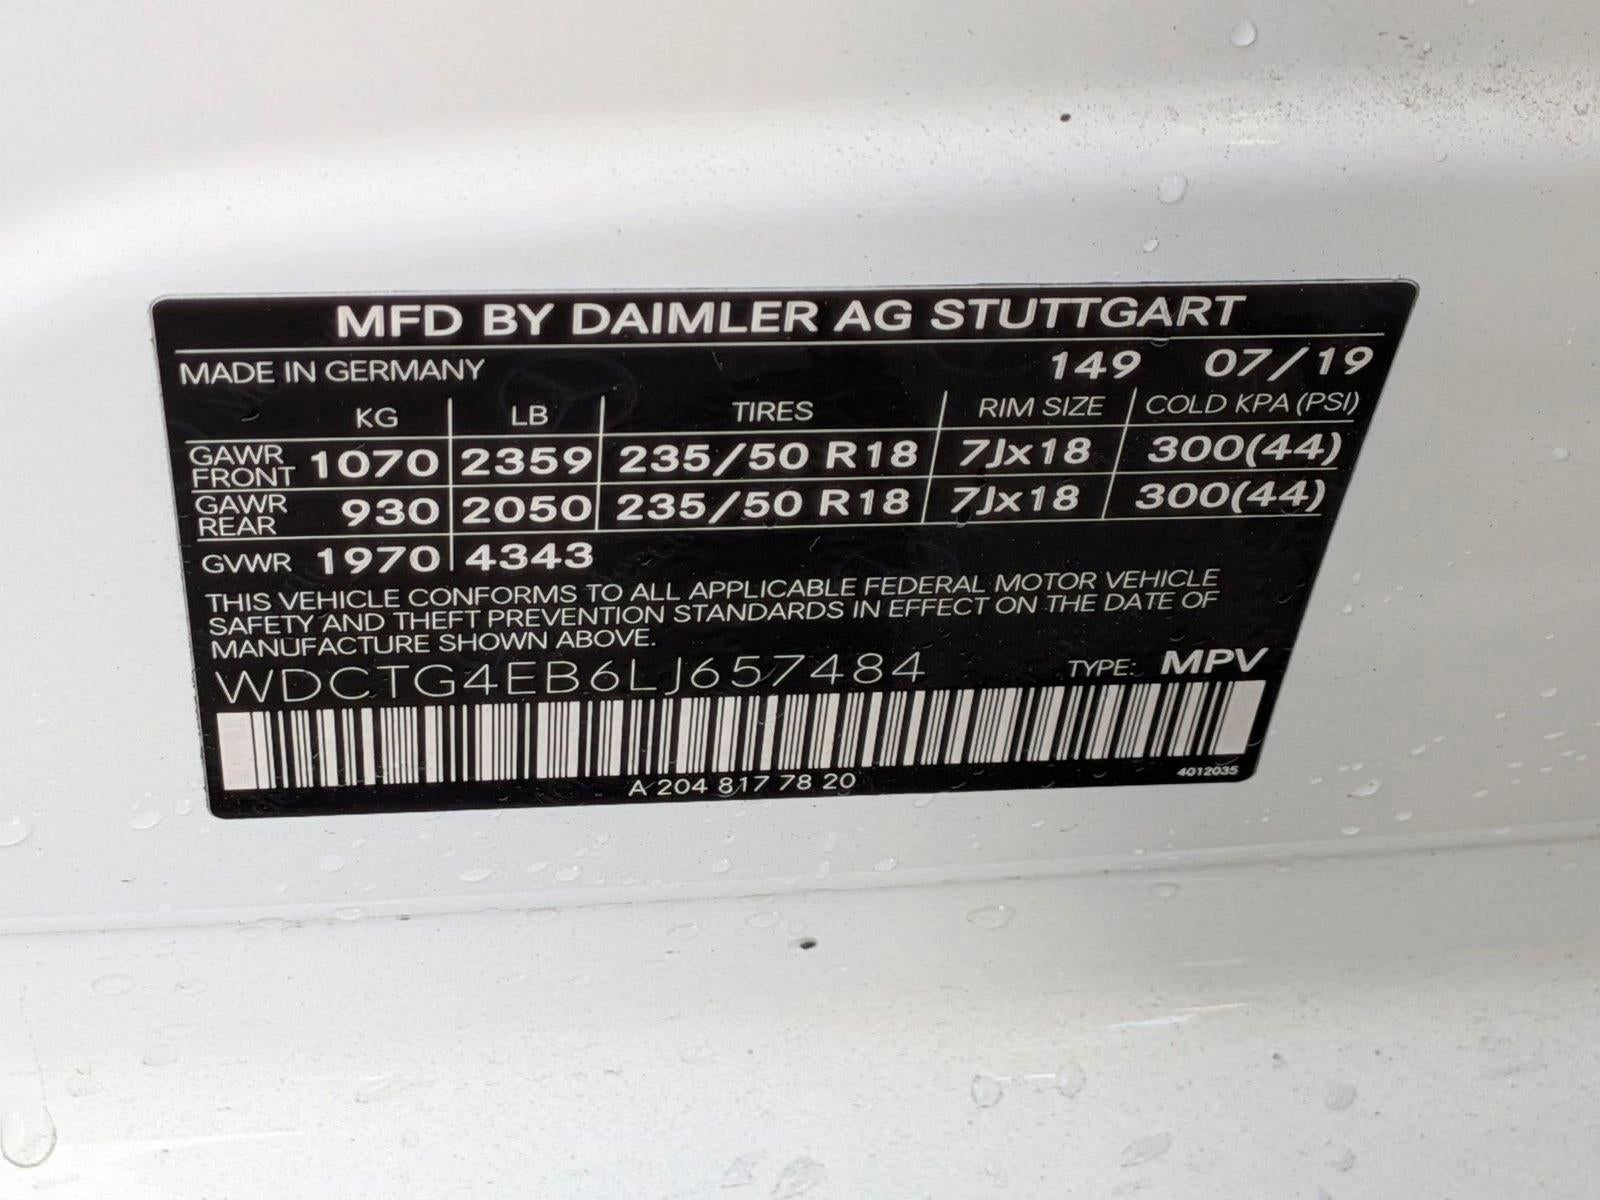 MFD BY DAIMLER AG STUTTGART
MADE IN GERMANY 149 07/19
KG LB TIRES RIM SIZE COLD KPA (PSI)
GAWR FRONT 1070 2359 235/50 R18 7Jx18 300(44)
GAWR REAR 930 2050 235/50 R18 7Jx18 300(44)
GVWR 1970 4343
THIS VEHICLE CONFORMS TO ALL APPLICABLE FEDERAL MOTOR VEHICLE
SAFETY AND THEFT PREVENTION STANDARDS IN EFFECT ON THE DATE OF
MANUFACTURE SHOWN ABOVE.
WDCTG4EB6LJ657484 TYPE: MPV
A 204 817 78 20 4012035